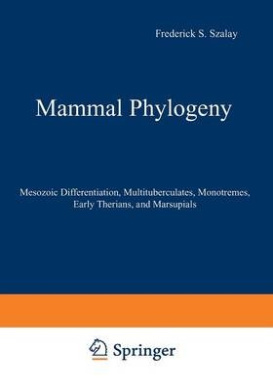 Frederick S. Szalay
Mammal Phylogeny
Mesozoic Differentiation, Multituberculates, Monotremes,
Early Therians, and Marsupials
Springer